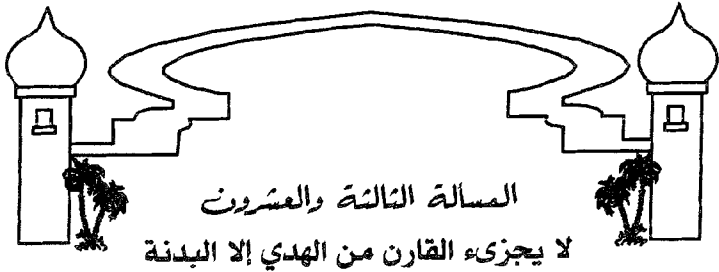 المسألة الثالثة والعشرون
لا يجزىء القارن من الهدي إلا البدنة